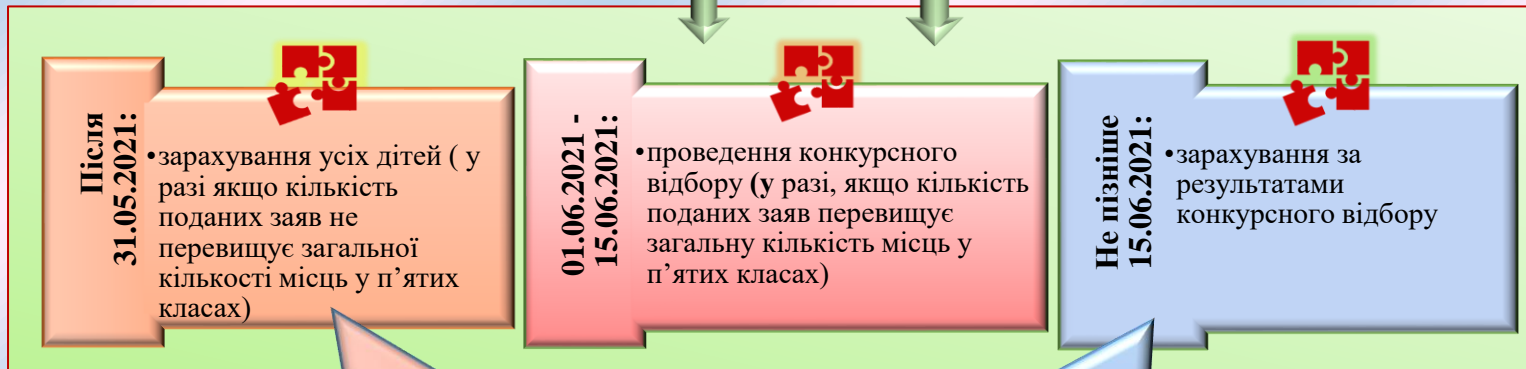 Після
31.05.2021:
•зарахування усіх дітей ( у
разі якщо кількість
поданих заяв не
перевищує загальної
кількості місць у п’ятих
класах)
01.06.2021 -
15.06.2021:
•проведення конкурсного
відбору (у разі, якщо кількість
поданих заяв перевищує
загальну кількість місць у
п’ятих класах)
Не пізніше
15.06.2021:
•зарахування за
результатами
конкурсного відбору